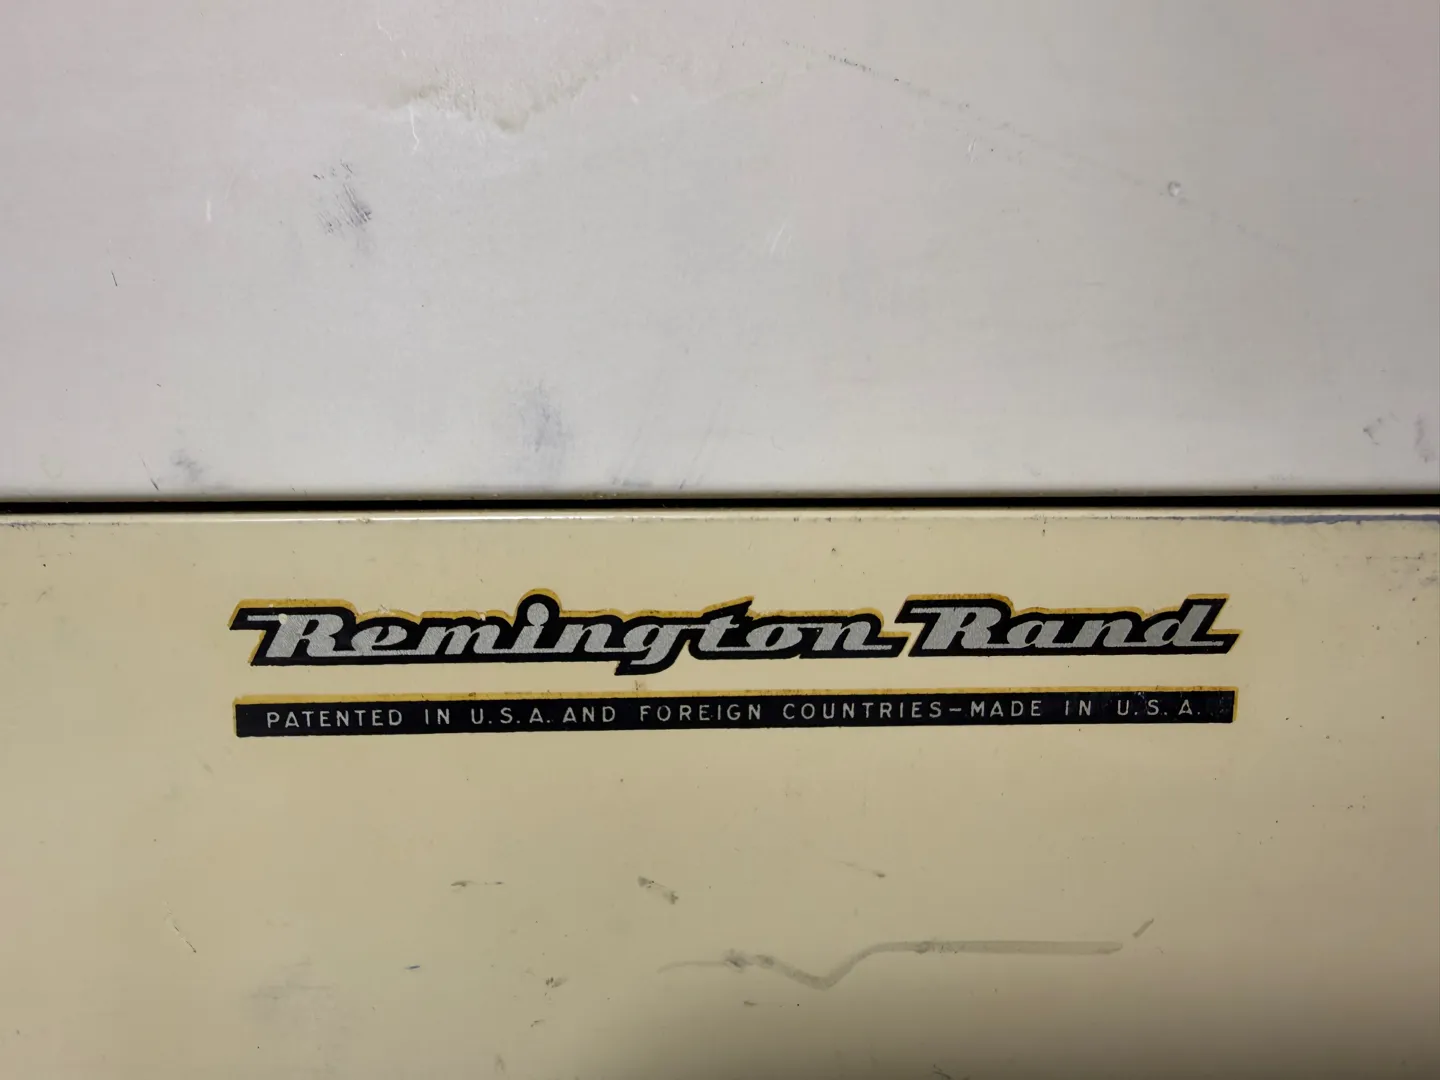 Remington Rand
PATENTED IN U.S.A. AND FOREIGN COUNTRIES–MADE IN U.S.A.